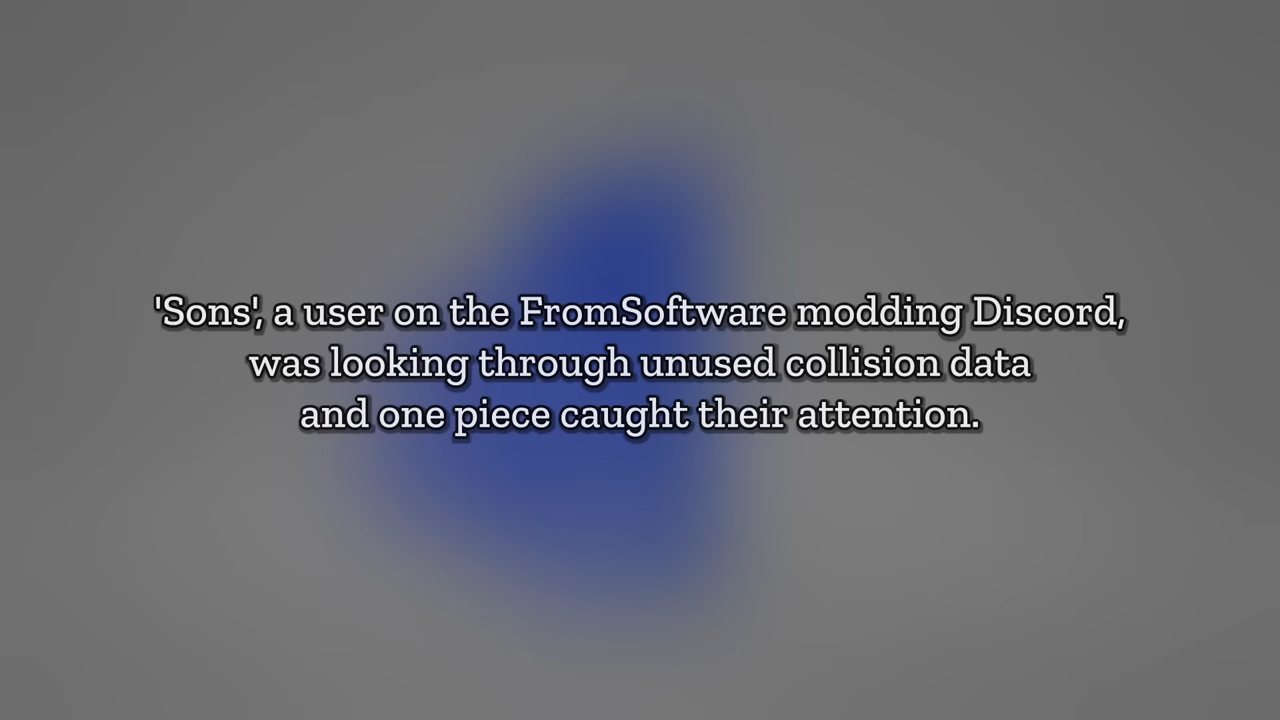 'Sons', a user on the FromSoftware modding Discord,
was looking through unused collision data
and one piece caught their attention.